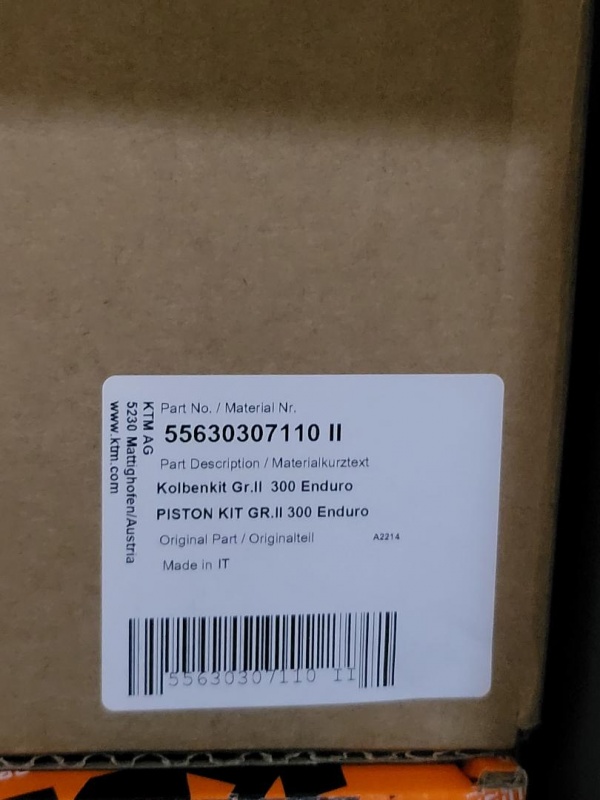 KTM AG
5230 Mattighofen/Austria
www.ktm.com
Part No. / Material Nr.
55630307110 II
Part Description / Materialkurztext
Kolbenkit Gr.II 300 Enduro
PISTON KIT GR.II 300 Enduro
Original Part / Originalteil A2214
Made in IT
55630307110 II